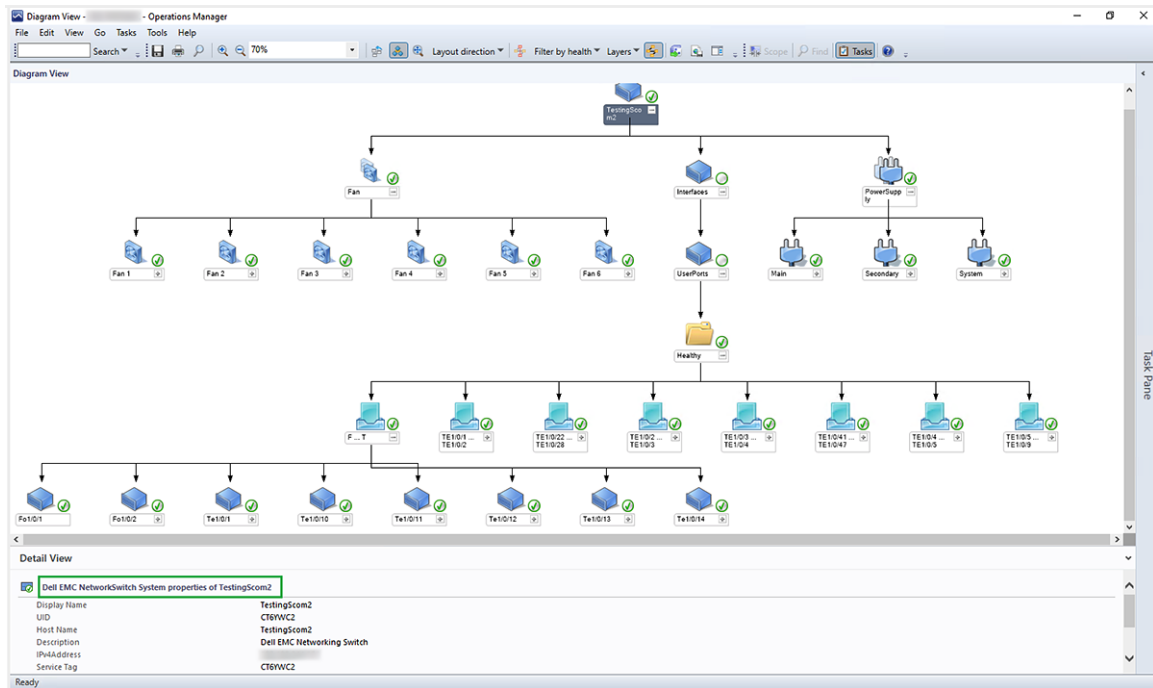 Diagram View - - Operations Manager
File Edit View Go Tasks Tools Help
Search 70% Layout direction Filter by health Layers Scope Find Tasks
Diagram View
TestingSco
m2
Fan Interfaces PowerSupp
ly
Fan 1 Fan 2 Fan 3 Fan 4 Fan 5 Fan 6 UserPorts Main Secondary System
Healthy
F ... T TE1/0/1 ... TE1/0/22 ... TE1/0/2 ... TE1/0/3 ... TE1/0/41 ... TE1/0/4 ... TE1/0/5 ...
TE1/0/2 TE1/0/28 TE1/0/3 TE1/0/4 TE1/0/47 TE1/0/5 TE1/0/9
Fo1/0/1 Fo1/0/2 Te1/0/1 Te1/0/10 Te1/0/11 Te1/0/12 Te1/0/13 Te1/0/14
Task Pane
Detail View
Dell EMC NetworkSwitch System properties of TestingScom2
Display Name TestingScom2
UID CT6YWC2
Host Name TestingScom2
Description Dell EMC Networking Switch
IPv4Address
Service Tag CT6YWC2
Ready